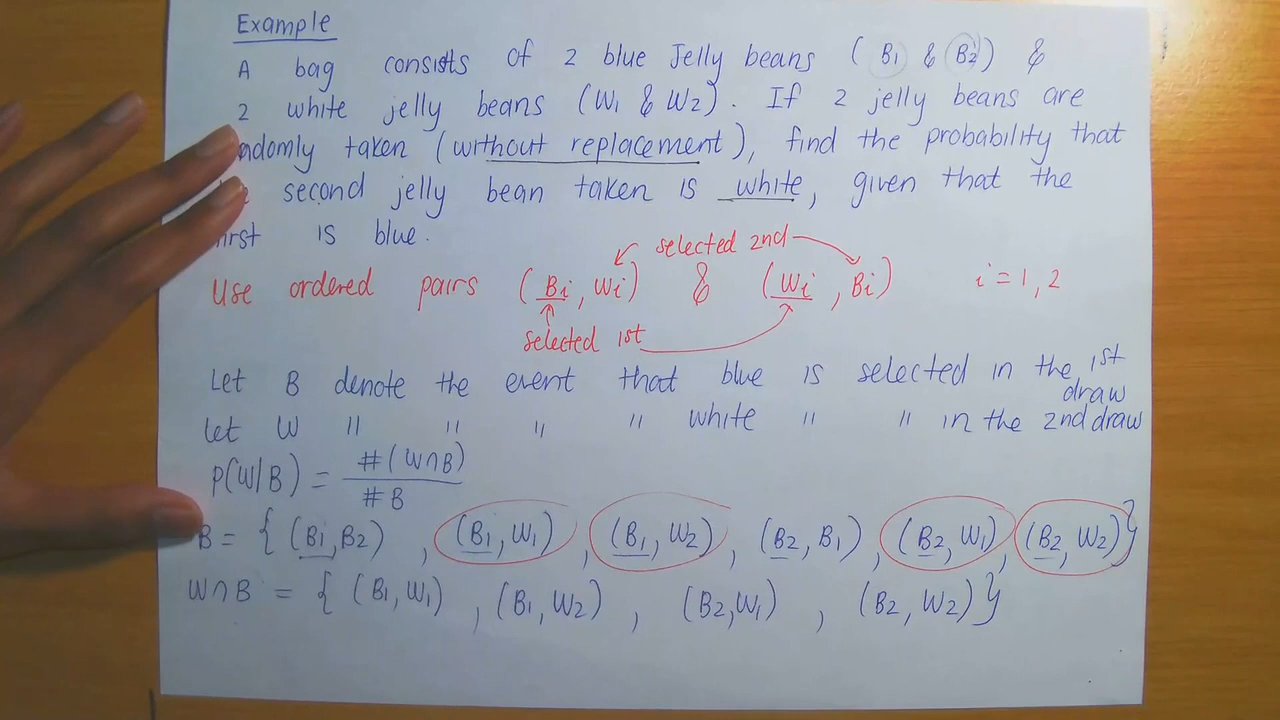 Example
A bag consists of 2 blue Jelly beans ( B1 & B2 ) &
2 white jelly beans (W1 & W2). If 2 jelly beans are
adomly taken (without replacement), find the probability that
second jelly bean taken is white, given that the
irst is blue.
selected 2nd
Use ordered pairs (Bi, Wi) & (Wi, Bi) i = 1, 2
selected 1st
Let B denote the event that blue is selected in the 1st
draw
Let W " " " " white " " in the 2nd draw
P(W|B) = #(W∩B) / #B
B = { (B1, B2) , (B1, W1) , (B1, W2) , (B2, B1) , (B2, W1) , (B2, W2) }
W∩B = { (B1, W1) , (B1, W2) , (B2, W1) , (B2, W2) }